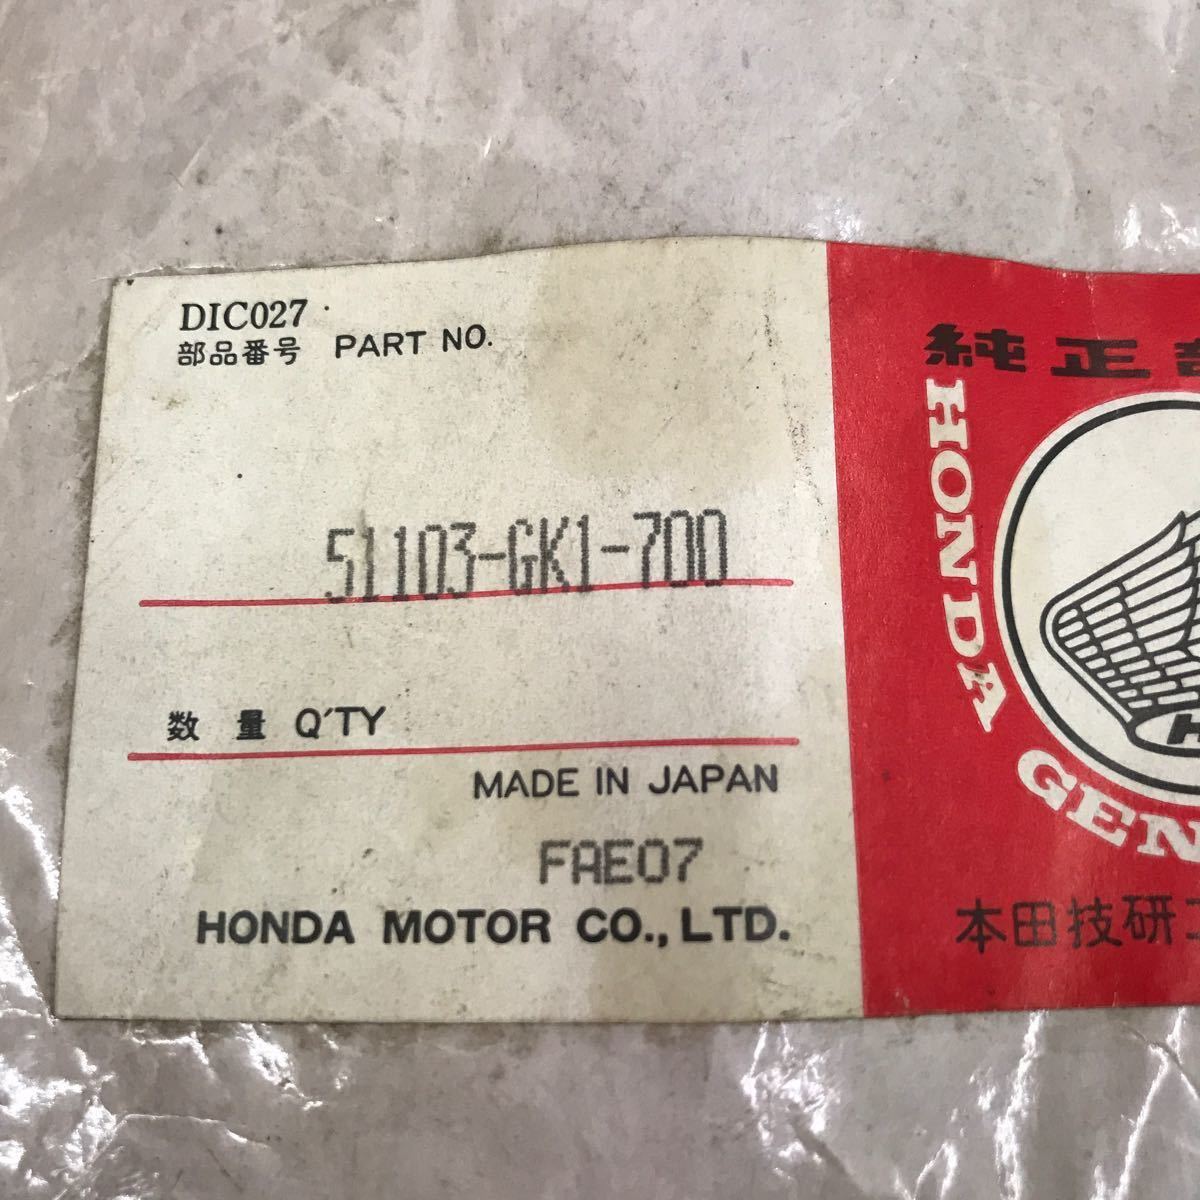 DIC027
部品番号 PART NO.
51103-GK1-700
数 量 Q'TY
MADE IN JAPAN
FAE07
HONDA MOTOR CO., LTD.
純正
HONDA GEN
本田技研